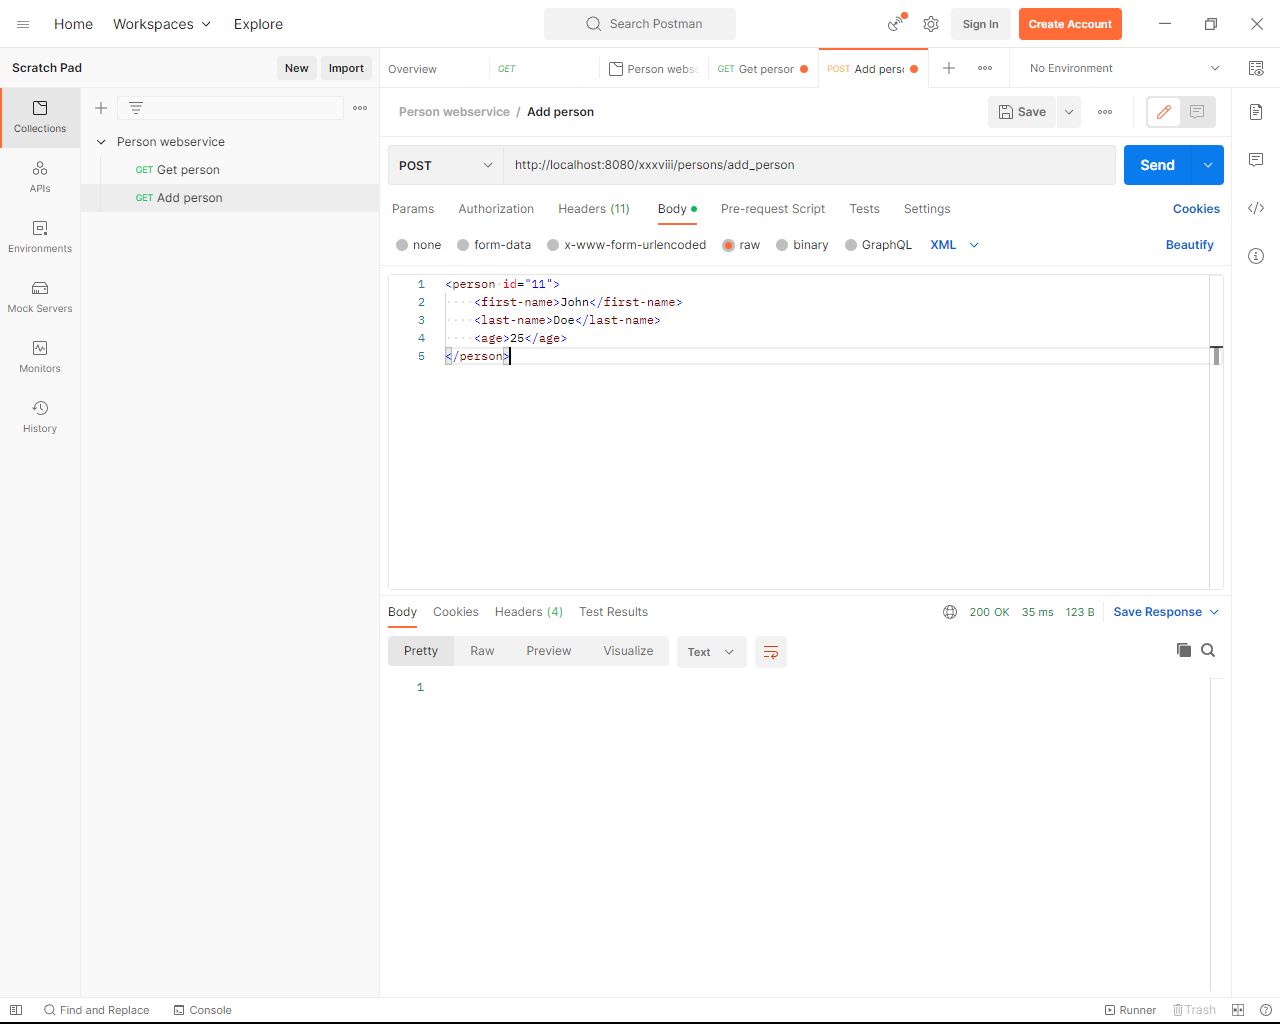 Home Workspaces Explore Search Postman Sign In Create Account
Scratch Pad New Import Overview GET Person webs GET Get person POST Add pers No Environment
Collections
APIs
Environments
Mock Servers
Monitors
History
Person webservice
GET Get person
GET Add person
Person webservice / Add person Save
POST http://localhost:8080/xxxviii/persons/add_person Send
Params Authorization Headers (11) Body Pre-request Script Tests Settings Cookies
none form-data x-www-form-urlencoded raw binary GraphQL XML Beautify
1 <person id="11">
2 <first-name>John</first-name>
3 <last-name>Doe</last-name>
4 <age>25</age>
5 </person>
Body Cookies Headers (4) Test Results 200 OK 35 ms 123 B Save Response
Pretty Raw Preview Visualize Text
1
Find and Replace Console Runner Trash